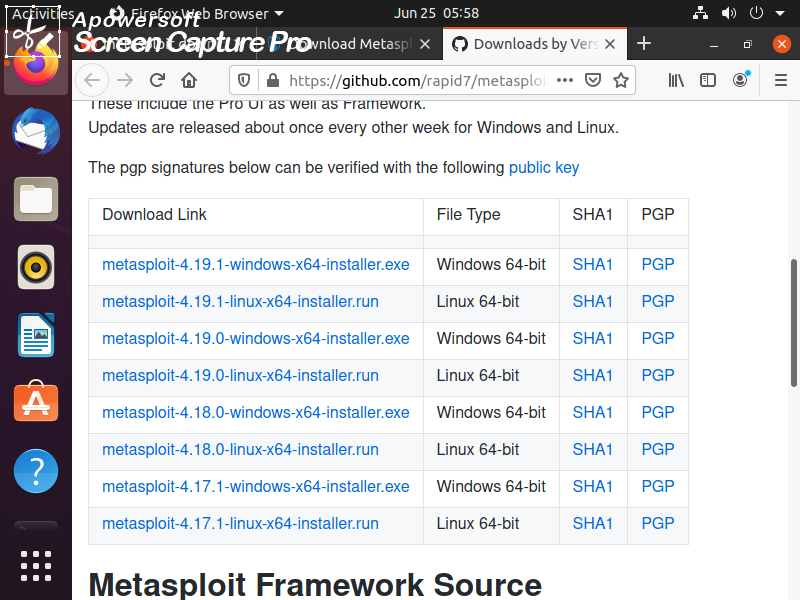 Activities
Firefox Web Browser
Jun 25 05:58
Apowersoft
Screen Capture Pro
Download Metaspl
Downloads by Vers
https://github.com/rapid7/metasploi
These include the Pro UI as well as Framework.
Updates are released about once every other week for Windows and Linux.
The pgp signatures below can be verified with the following public key
Download Link File Type SHA1 PGP
metasploit-4.19.1-windows-x64-installer.exe Windows 64-bit SHA1 PGP
metasploit-4.19.1-linux-x64-installer.run Linux 64-bit SHA1 PGP
metasploit-4.19.0-windows-x64-installer.exe Windows 64-bit SHA1 PGP
metasploit-4.19.0-linux-x64-installer.run Linux 64-bit SHA1 PGP
metasploit-4.18.0-windows-x64-installer.exe Windows 64-bit SHA1 PGP
metasploit-4.18.0-linux-x64-installer.run Linux 64-bit SHA1 PGP
metasploit-4.17.1-windows-x64-installer.exe Windows 64-bit SHA1 PGP
metasploit-4.17.1-linux-x64-installer.run Linux 64-bit SHA1 PGP
Metasploit Framework Source